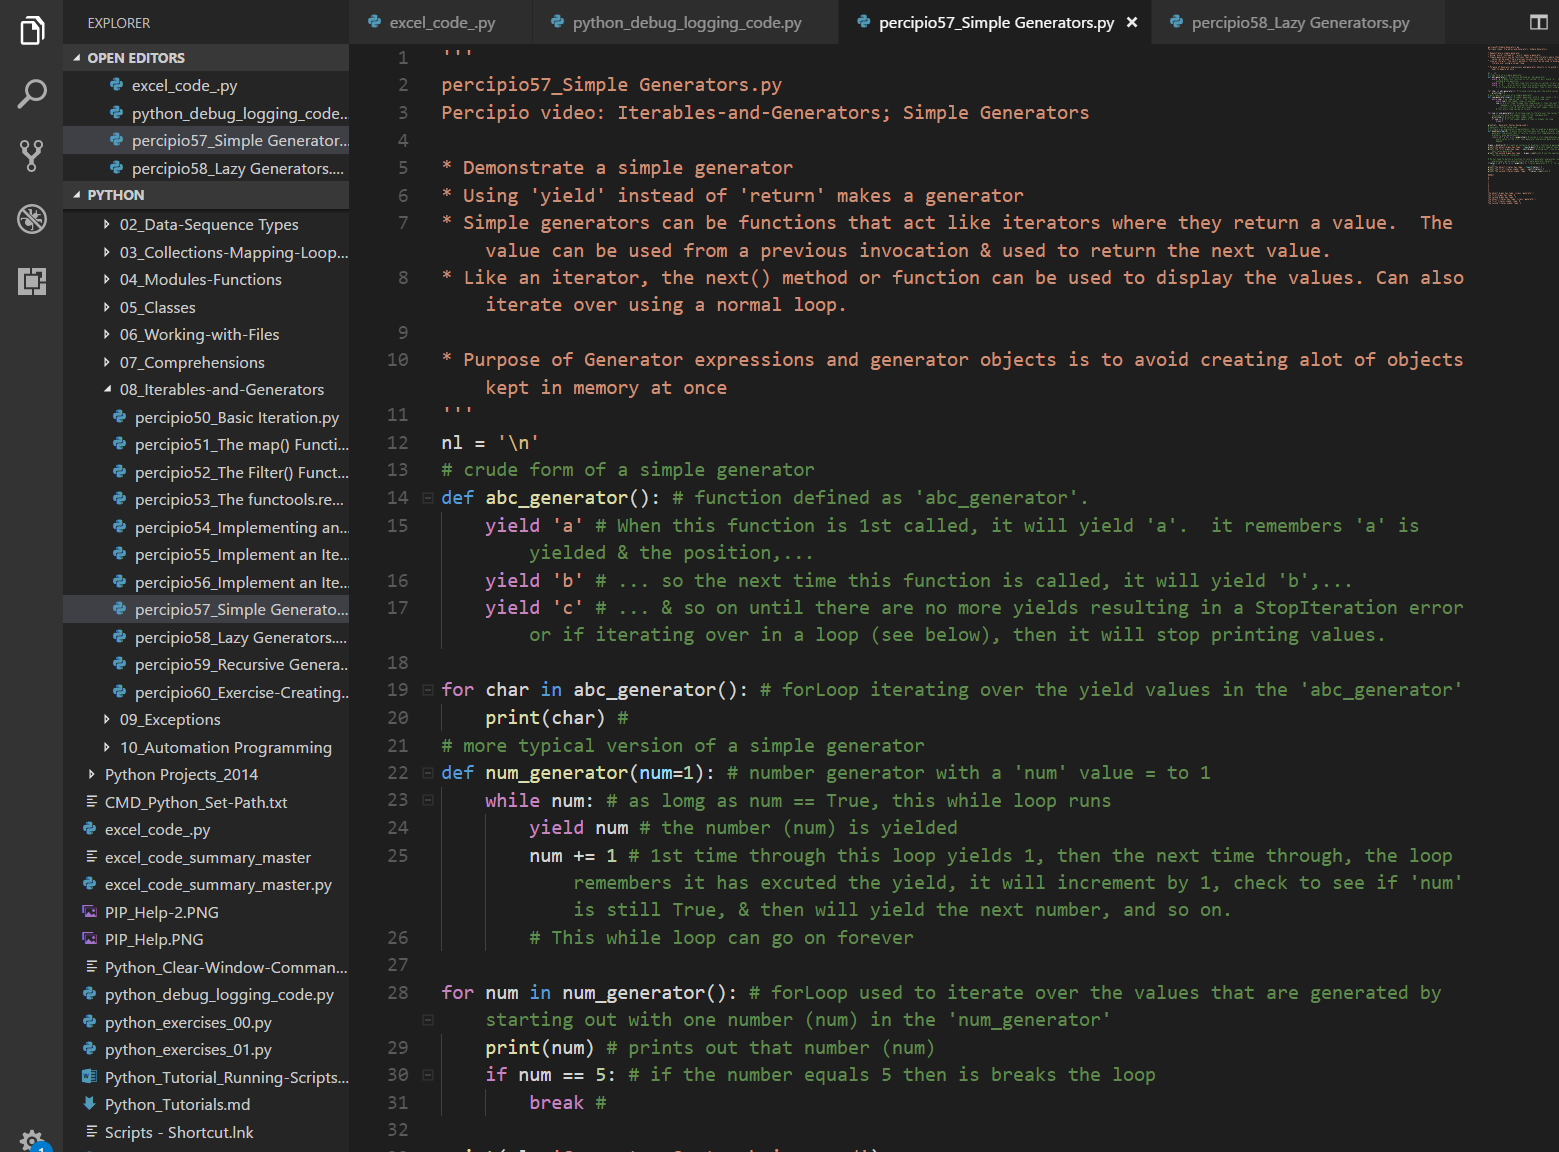 EXPLORER
OPEN EDITORS
excel_code_.py
python_debug_logging_code...
percipio57_Simple Generator...
percipio58_Lazy Generators....
PYTHON
02_Data-Sequence Types
03_Collections-Mapping-Loop...
04_Modules-Functions
05_Classes
06_Working-with-Files
07_Comprehensions
08_Iterables-and-Generators
percipio50_Basic Iteration.py
percipio51_The map() Functi...
percipio52_The Filter() Funct...
percipio53_The functools.re...
percipio54_Implementing an...
percipio55_Implement an Ite...
percipio56_Implement an Ite...
percipio57_Simple Generato...
percipio58_Lazy Generators....
percipio59_Recursive Genera...
percipio60_Exercise-Creating...
09_Exceptions
10_Automation Programming
Python Projects_2014
CMD_Python_Set-Path.txt
excel_code_.py
excel_code_summary_master
excel_code_summary_master.py
PIP_Help-2.PNG
PIP_Help.PNG
Python_Clear-Window-Comman...
python_debug_logging_code.py
python_exercises_00.py
python_exercises_01.py
Python_Tutorial_Running-Scripts...
Python_Tutorials.md
Scripts - Shortcut.lnk
1
excel_code_.py python_debug_logging_code.py percipio57_Simple Generators.py percipio58_Lazy Generators.py
1 '''
2 percipio57_Simple Generators.py
3 Percipio video: Iterables-and-Generators; Simple Generators
4
5 * Demonstrate a simple generator
6 * Using 'yield' instead of 'return' makes a generator
7 * Simple generators can be functions that act like iterators where they return a value.  The
value can be used from a previous invocation & used to return the next value.
8 * Like an iterator, the next() method or function can be used to display the values. Can also
iterate over using a normal loop.
9
10 * Purpose of Generator expressions and generator objects is to avoid creating alot of objects
kept in memory at once
11 '''
12 nl = '\n'
13 # crude form of a simple generator
14 def abc_generator(): # function defined as 'abc_generator'.
15 yield 'a' # When this function is 1st called, it will yield 'a'.  it remembers 'a' is
yielded & the position,...
16 yield 'b' # ... so the next time this function is called, it will yield 'b',...
17 yield 'c' # ... & so on until there are no more yields resulting in a StopIteration error
or if iterating over in a loop (see below), then it will stop printing values.
18
19 for char in abc_generator(): # forLoop iterating over the yield values in the 'abc_generator'
20 print(char) #
21 # more typical version of a simple generator
22 def num_generator(num=1): # number generator with a 'num' value = to 1
23 while num: # as lomg as num == True, this while loop runs
24 yield num # the number (num) is yielded
25 num += 1 # 1st time through this loop yields 1, then the next time through, the loop
remembers it has excuted the yield, it will increment by 1, check to see if 'num'
is still True, & then will yield the next number, and so on.
26 # This while loop can go on forever
27
28 for num in num_generator(): # forLoop used to iterate over the values that are generated by
starting out with one number (num) in the 'num_generator'
29 print(num) # prints out that number (num)
30 if num == 5: # if the number equals 5 then is breaks the loop
31 break #
32